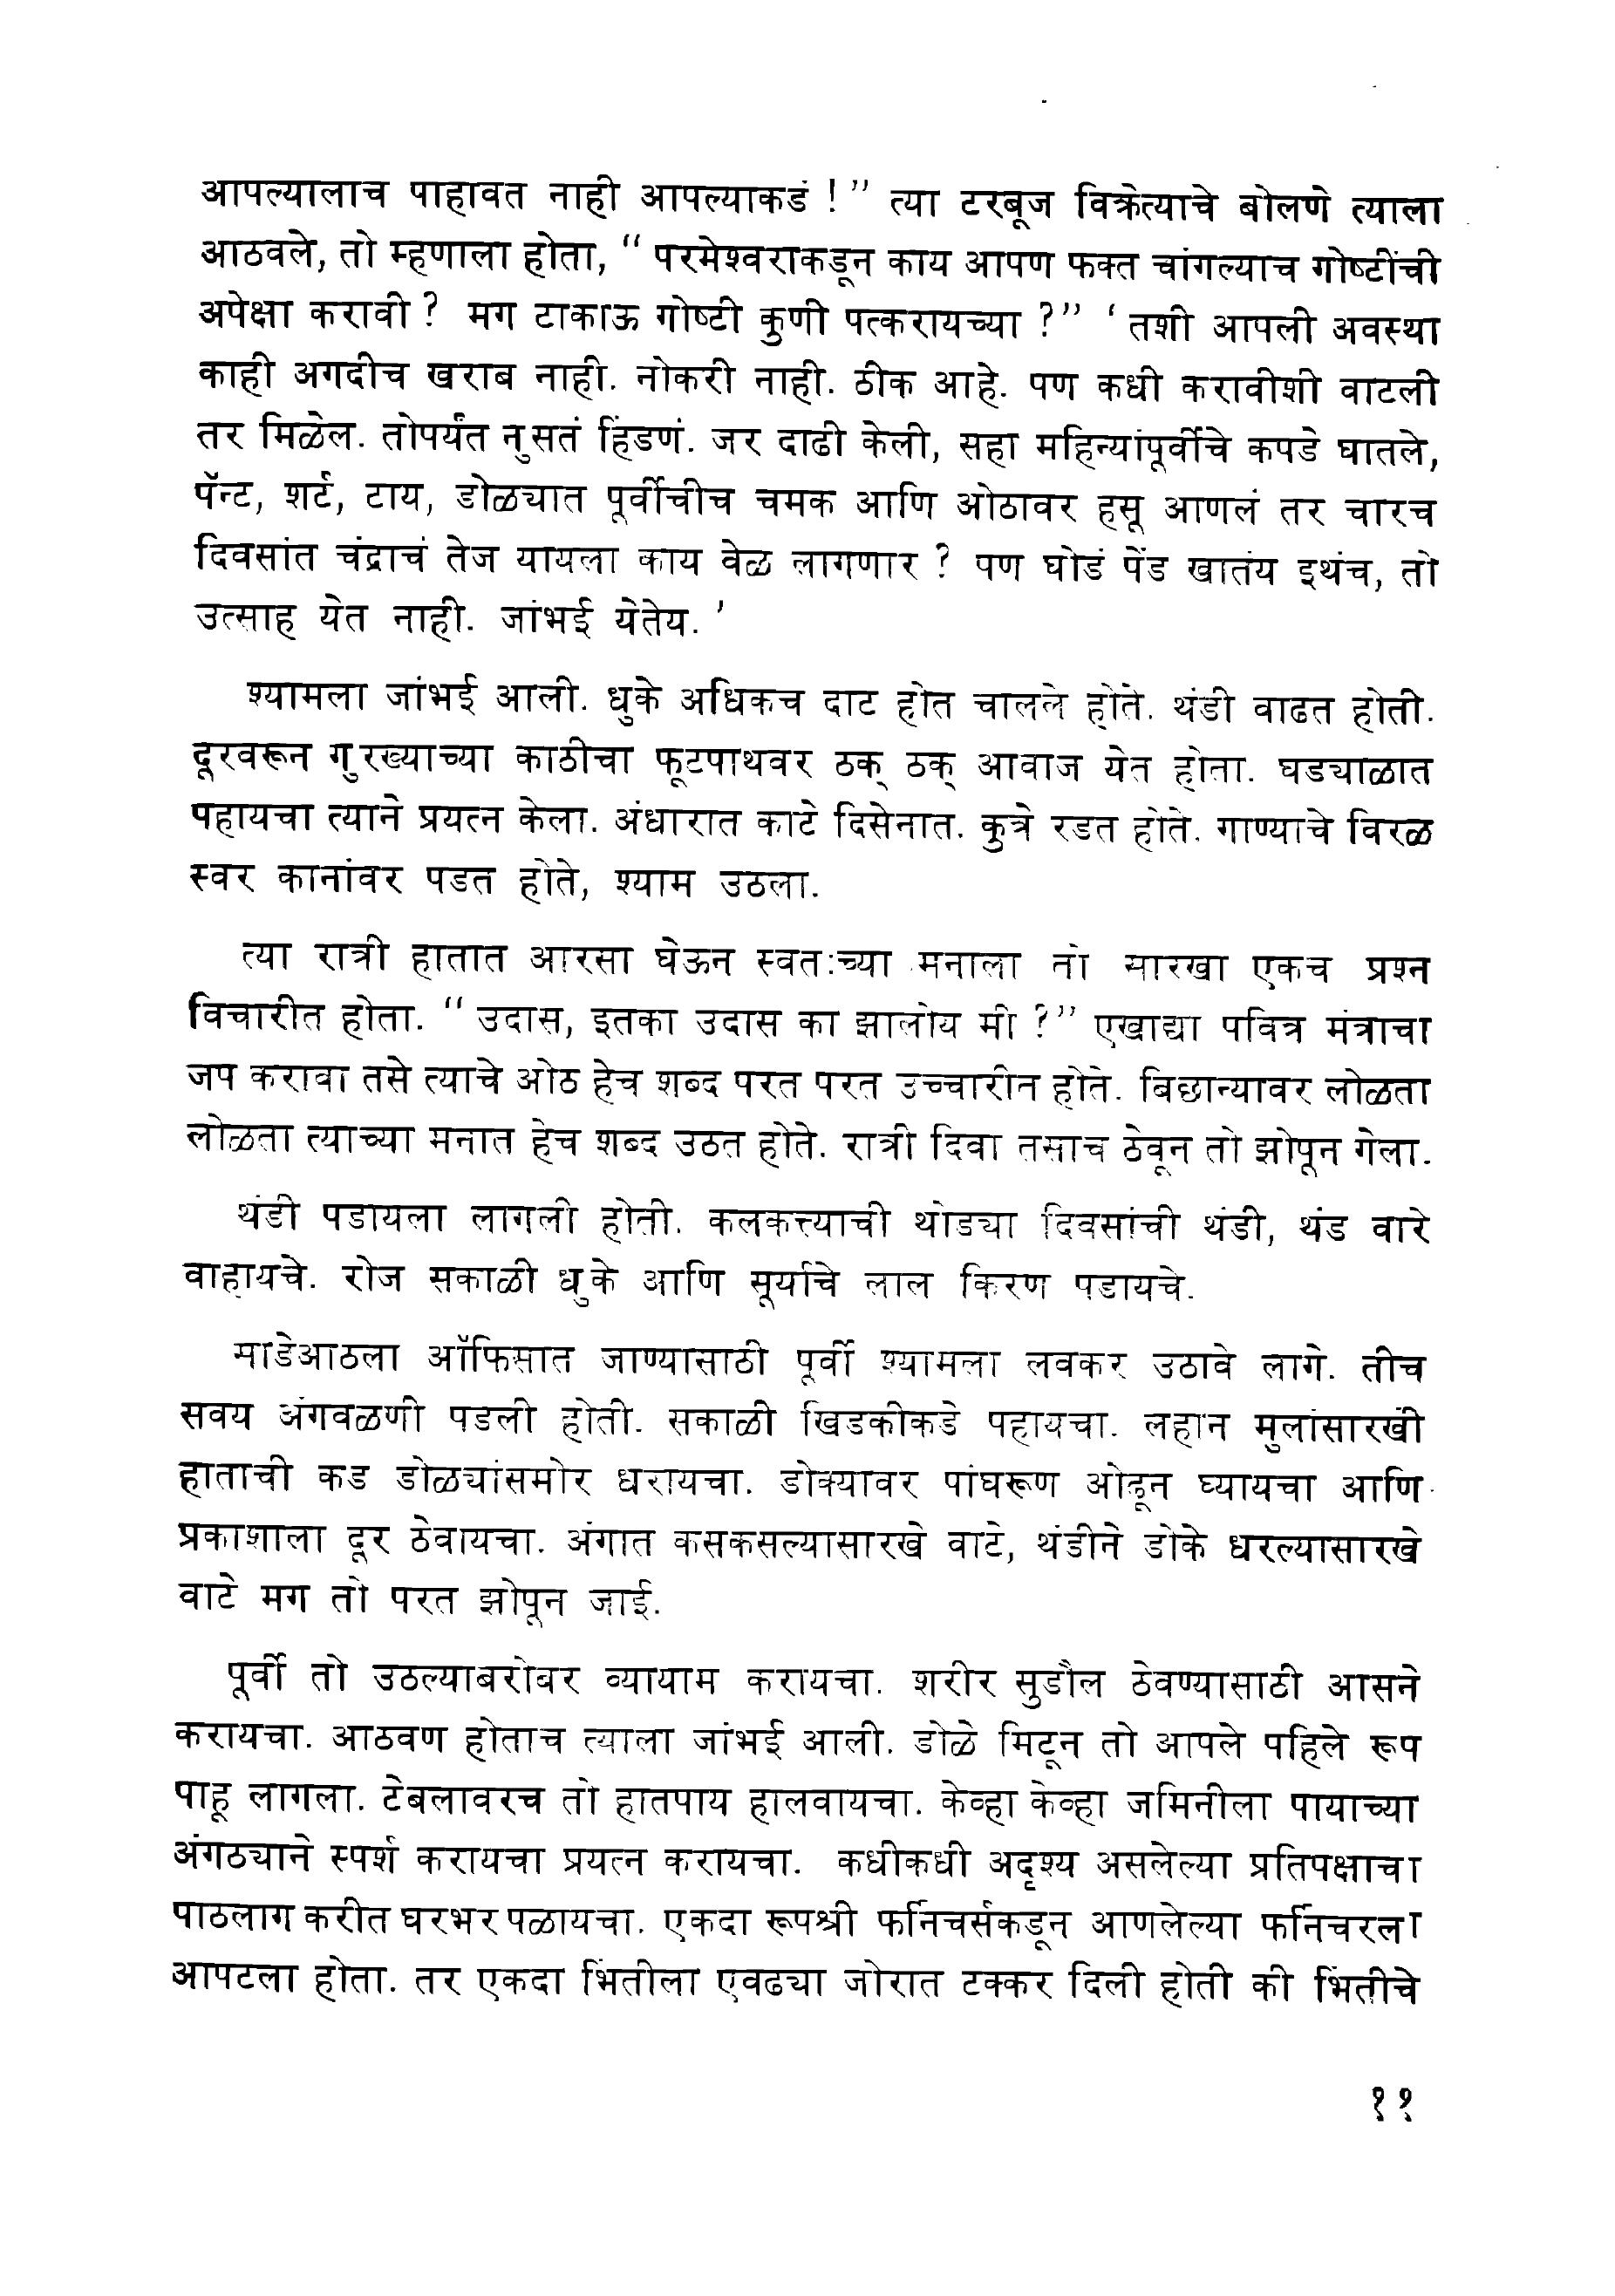 आपल्यालाच पाहावत नाही आपल्याकडं !” त्या टरबूज विक्रेत्याचे बोलणे त्याला
आठवले, तो म्हणाला होता, “ परमेश्वराकडून काय आपण फक्त चांगल्याच गोष्टींची
अपेक्षा करावी ? मग टाकाऊ गोष्टी कुणी पत्करायच्या ?” ‘ तशी आपली अवस्था
काही अगदीच खराब नाही. नोकरी नाही. ठीक आहे. पण कधी करावीशी वाटली
तर मिळेल. तोपर्यंत नुसतं हिंडणं. जर दाढी केली, सहा महिन्यांपूर्वीचे कपडे घातले,
पॅन्ट, शर्ट, टाय, डोळ्यात पूर्वीचीच चमक आणि ओठावर हसू आणलं तर चारच
दिवसांत चंद्राचं तेज यायला काय वेळ लागणार ? पण घोडं पेंड खातंय इथंच, तो
उत्साह येत नाही. जांभई येतेय. ’
श्यामला जांभई आली. धुके अधिकच दाट होत चालले होते. थंडी वाढत होती.
दूरवरून गुरख्याच्या काठीचा फूटपाथवर ठक् ठक् आवाज येत होता. घड्याळात
पहायचा त्याने प्रयत्न केला. अंधारात काटे दिसेनात. कुत्रे रडत होते. गाण्याचे विरळ
स्वर कानांवर पडत होते, श्याम उठला.
त्या रात्री हातात आरसा घेऊन स्वतःच्या मनाला तो सारखा एकच प्रश्न
विचारीत होता. “ उदास, इतका उदास का झालोय मी ?” एखाद्या पवित्र मंत्राचा
जप करावा तसे त्याचे ओठ हेच शब्द परत परत उच्चारीत होते. बिछान्यावर लोळता
लोळता त्याच्या मनात हेच शब्द उठत होते. रात्री दिवा तसाच ठेवून तो झोपून गेला.
थंडी पडायला लागली होती. कलकत्त्याची थोड्या दिवसांची थंडी, थंड वारे
वाहायचे. रोज सकाळी धुके आणि सूर्याचे लाल किरण पडायचे.
साडेआठला ऑफिसात जाण्यासाठी पूर्वी श्यामला लवकर उठावे लागे. तीच
सवय अंगवळणी पडली होती. सकाळी खिडकीकडे पहायचा. लहान मुलांसारखी
हाताची कड डोळ्यांसमोर धरायचा. डोक्यावर पांघरूण ओढून घ्यायचा आणि
प्रकाशाला दूर ठेवायचा. अंगात कसकसल्यासारखे वाटे, थंडीने डोके धरल्यासारखे
वाटे मग तो परत झोपून जाई.
पूर्वी तो उठल्याबरोबर व्यायाम करायचा. शरीर सुडौल ठेवण्यासाठी आसने
करायचा. आठवण होताच त्याला जांभई आली. डोळे मिटून तो आपले पहिले रूप
पाहू लागला. टेबलावरच तो हातपाय हालवायचा. केव्हा केव्हा जमिनीला पायाच्या
अंगठ्याने स्पर्श करायचा प्रयत्न करायचा. कधीकधी अदृश्य असलेल्या प्रतिपक्षाचा
पाठलाग करीत घरभर पळायचा. एकदा रूपश्री फर्निचर्सकडून आणलेल्या फर्निचरला
आपटला होता. तर एकदा भिंतीला एवढ्या जोरात टक्कर दिली होती की भिंतीचे
११